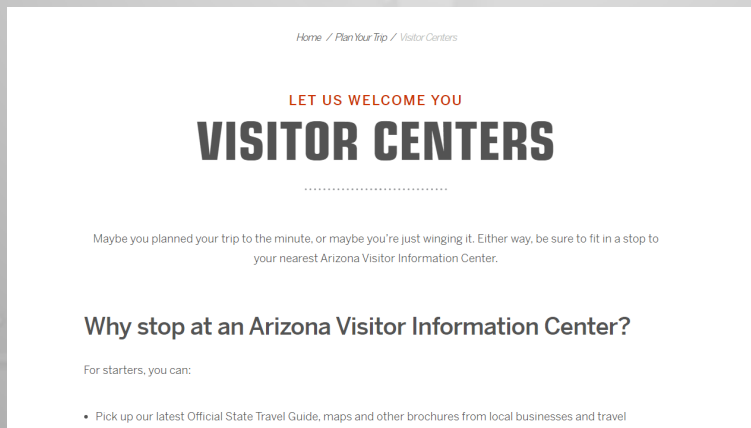 Home / Plan Your Trip / Visitor Centers
LET US WELCOME YOU
VISITOR CENTERS
Maybe you planned your trip to the minute, or maybe you're just winging it. Either way, be sure to fit in a stop to
your nearest Arizona Visitor Information Center.
Why stop at an Arizona Visitor Information Center?
For starters, you can:
• Pick up our latest Official State Travel Guide, maps and other brochures from local businesses and travel